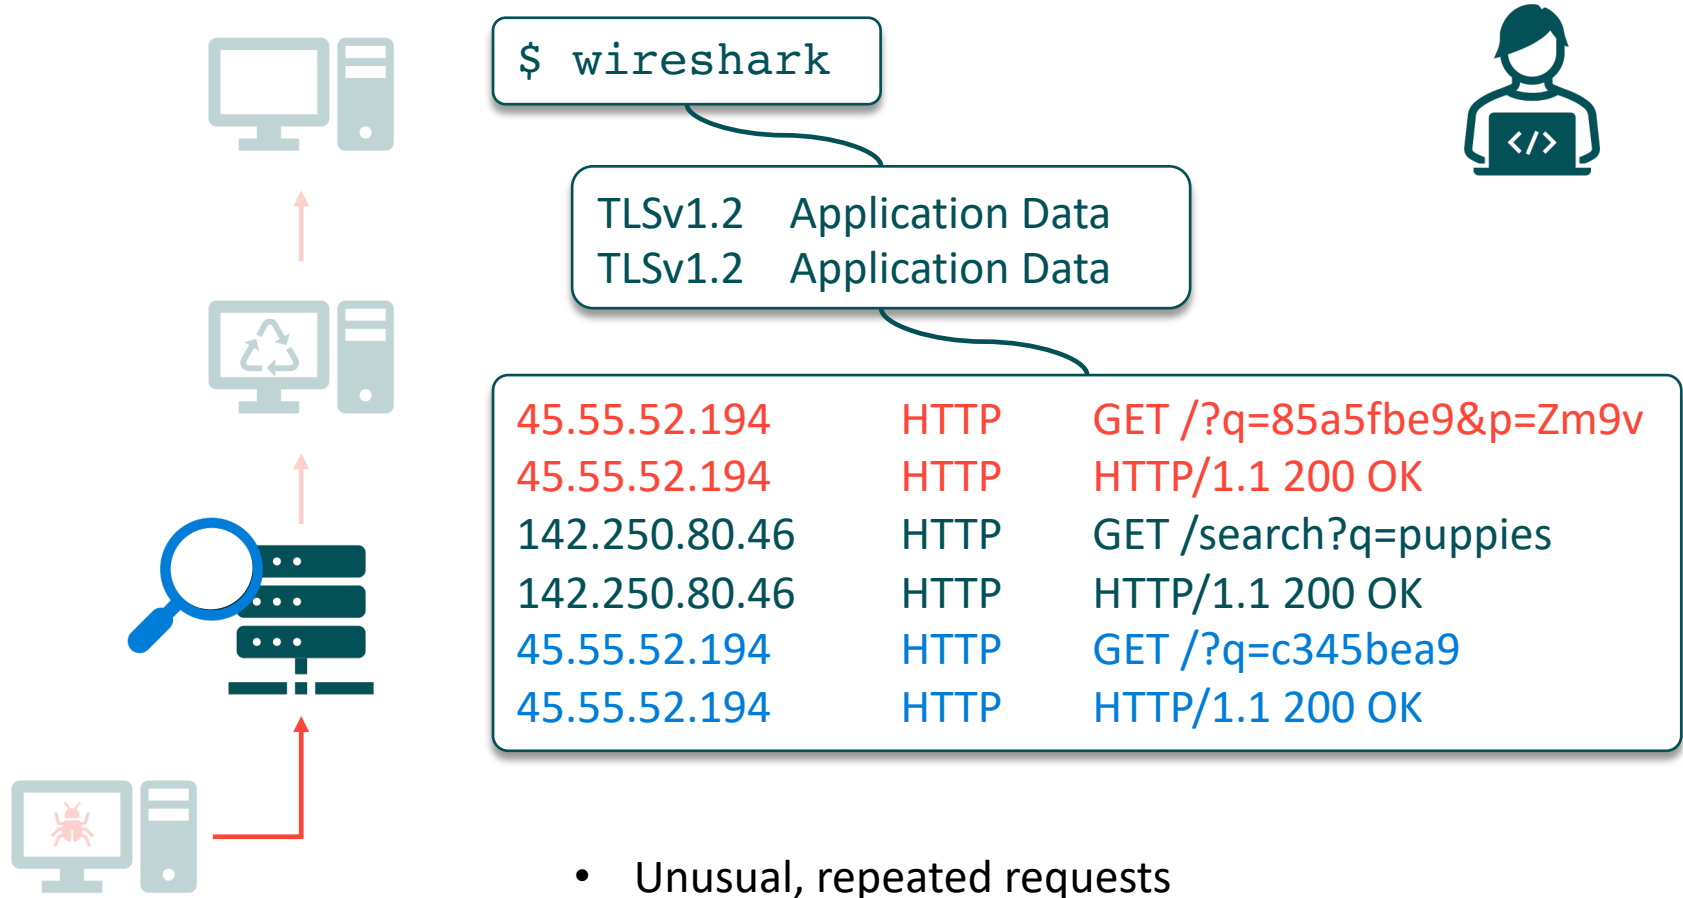 $ wireshark
</>
TLSv1.2 Application Data
TLSv1.2 Application Data
45.55.52.194 HTTP GET /?q=85a5fbe9&p=Zm9v
45.55.52.194 HTTP HTTP/1.1 200 OK
142.250.80.46 HTTP GET /search?q=puppies
142.250.80.46 HTTP HTTP/1.1 200 OK
45.55.52.194 HTTP GET /?q=c345bea9
45.55.52.194 HTTP HTTP/1.1 200 OK
• Unusual, repeated requests